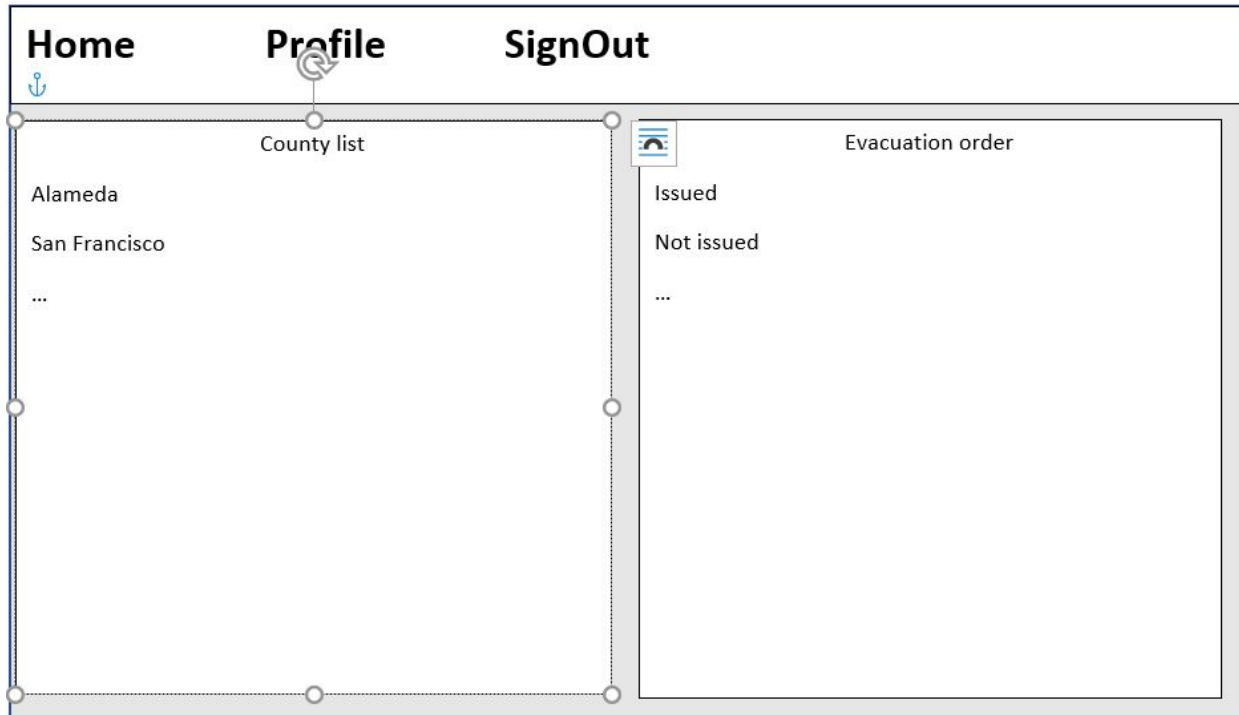 Home Profile SignOut
County list
Alameda
San Francisco
...
Evacuation order
Issued
Not issued
...